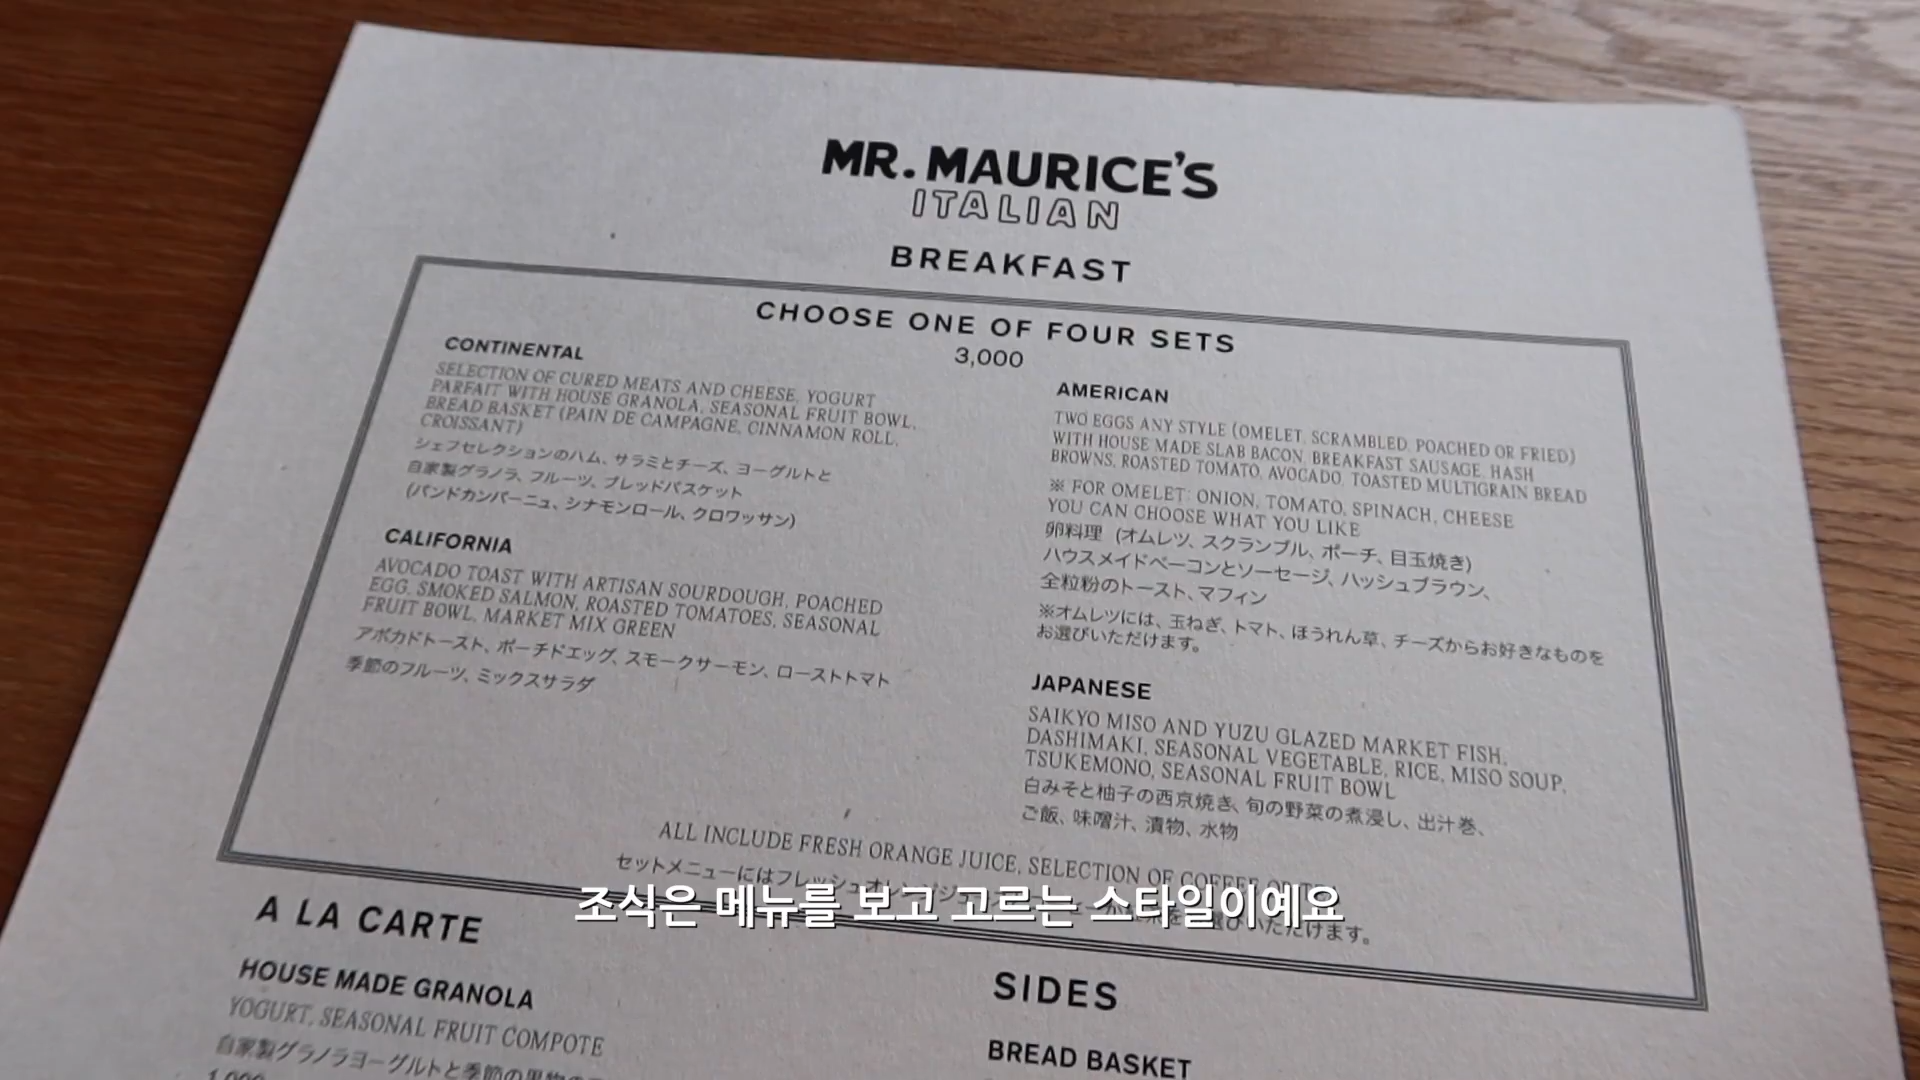 MR. MAURICE'S
ITALIAN
BREAKFAST
CHOOSE ONE OF FOUR SETS
3,000
CONTINENTAL
SELECTION OF CURED MEATS AND CHEESE, YOGURT
PARFAIT WITH HOUSE GRANOLA, SEASONAL FRUIT BOWL,
BREAD BASKET (PAIN DE CAMPAGNE, CINNAMON ROLL,
CROISSANT)
シェフセレクションのハム、サラミとチーズ、ヨーグルトと
自家製グラノラ、フルーツ、ブレッドバスケット
(パンドカンパーニュ、シナモンロール、クロワッサン)
CALIFORNIA
AVOCADO TOAST WITH ARTISAN SOURDOUGH, POACHED
EGG, SMOKED SALMON, ROASTED TOMATOES, SEASONAL
FRUIT BOWL, MARKET MIX GREEN
アボカドトースト、ポーチドエッグ、スモークサーモン、ローストトマト
季節のフルーツ、ミックスサラダ
AMERICAN
TWO EGGS ANY STYLE (OMELET, SCRAMBLED, POACHED OR FRIED)
WITH HOUSE MADE SLAB BACON, BREAKFAST SAUSAGE, HASH
BROWNS, ROASTED TOMATO, AVOCADO, TOASTED MULTIGRAIN BREAD
※ FOR OMELET: ONION, TOMATO, SPINACH, CHEESE
YOU CAN CHOOSE WHAT YOU LIKE
卵料理 (オムレツ、スクランブル、ポーチ、目玉焼き)
ハウスメイドベーコンとソーセージ、ハッシュブラウン、
全粒粉のトースト、マフィン
※オムレツには、玉ねぎ、トマト、ほうれん草、チーズからお好きなものを
お選びいただけます。
JAPANESE
SAIKYO MISO AND YUZU GLAZED MARKET FISH,
DASHIMAKI, SEASONAL VEGETABLE, RICE, MISO SOUP,
TSUKEMONO, SEASONAL FRUIT BOWL
白みそと柚子の西京焼き、旬の野菜の煮浸し、出汁巻、
ご飯、味噌汁、漬物、水物
ALL INCLUDE FRESH ORANGE JUICE, SELECTION OF COFFEE OR
セットメニューにはフレッシュオレンジ
いただけます。
조식은 메뉴를 보고 고르는 스타일이예요
A LA CARTE
HOUSE MADE GRANOLA
YOGURT, SEASONAL FRUIT COMPOTE
自家製グラノラヨーグルトと季節の果物の
1,000
SIDES
BREAD BASKET